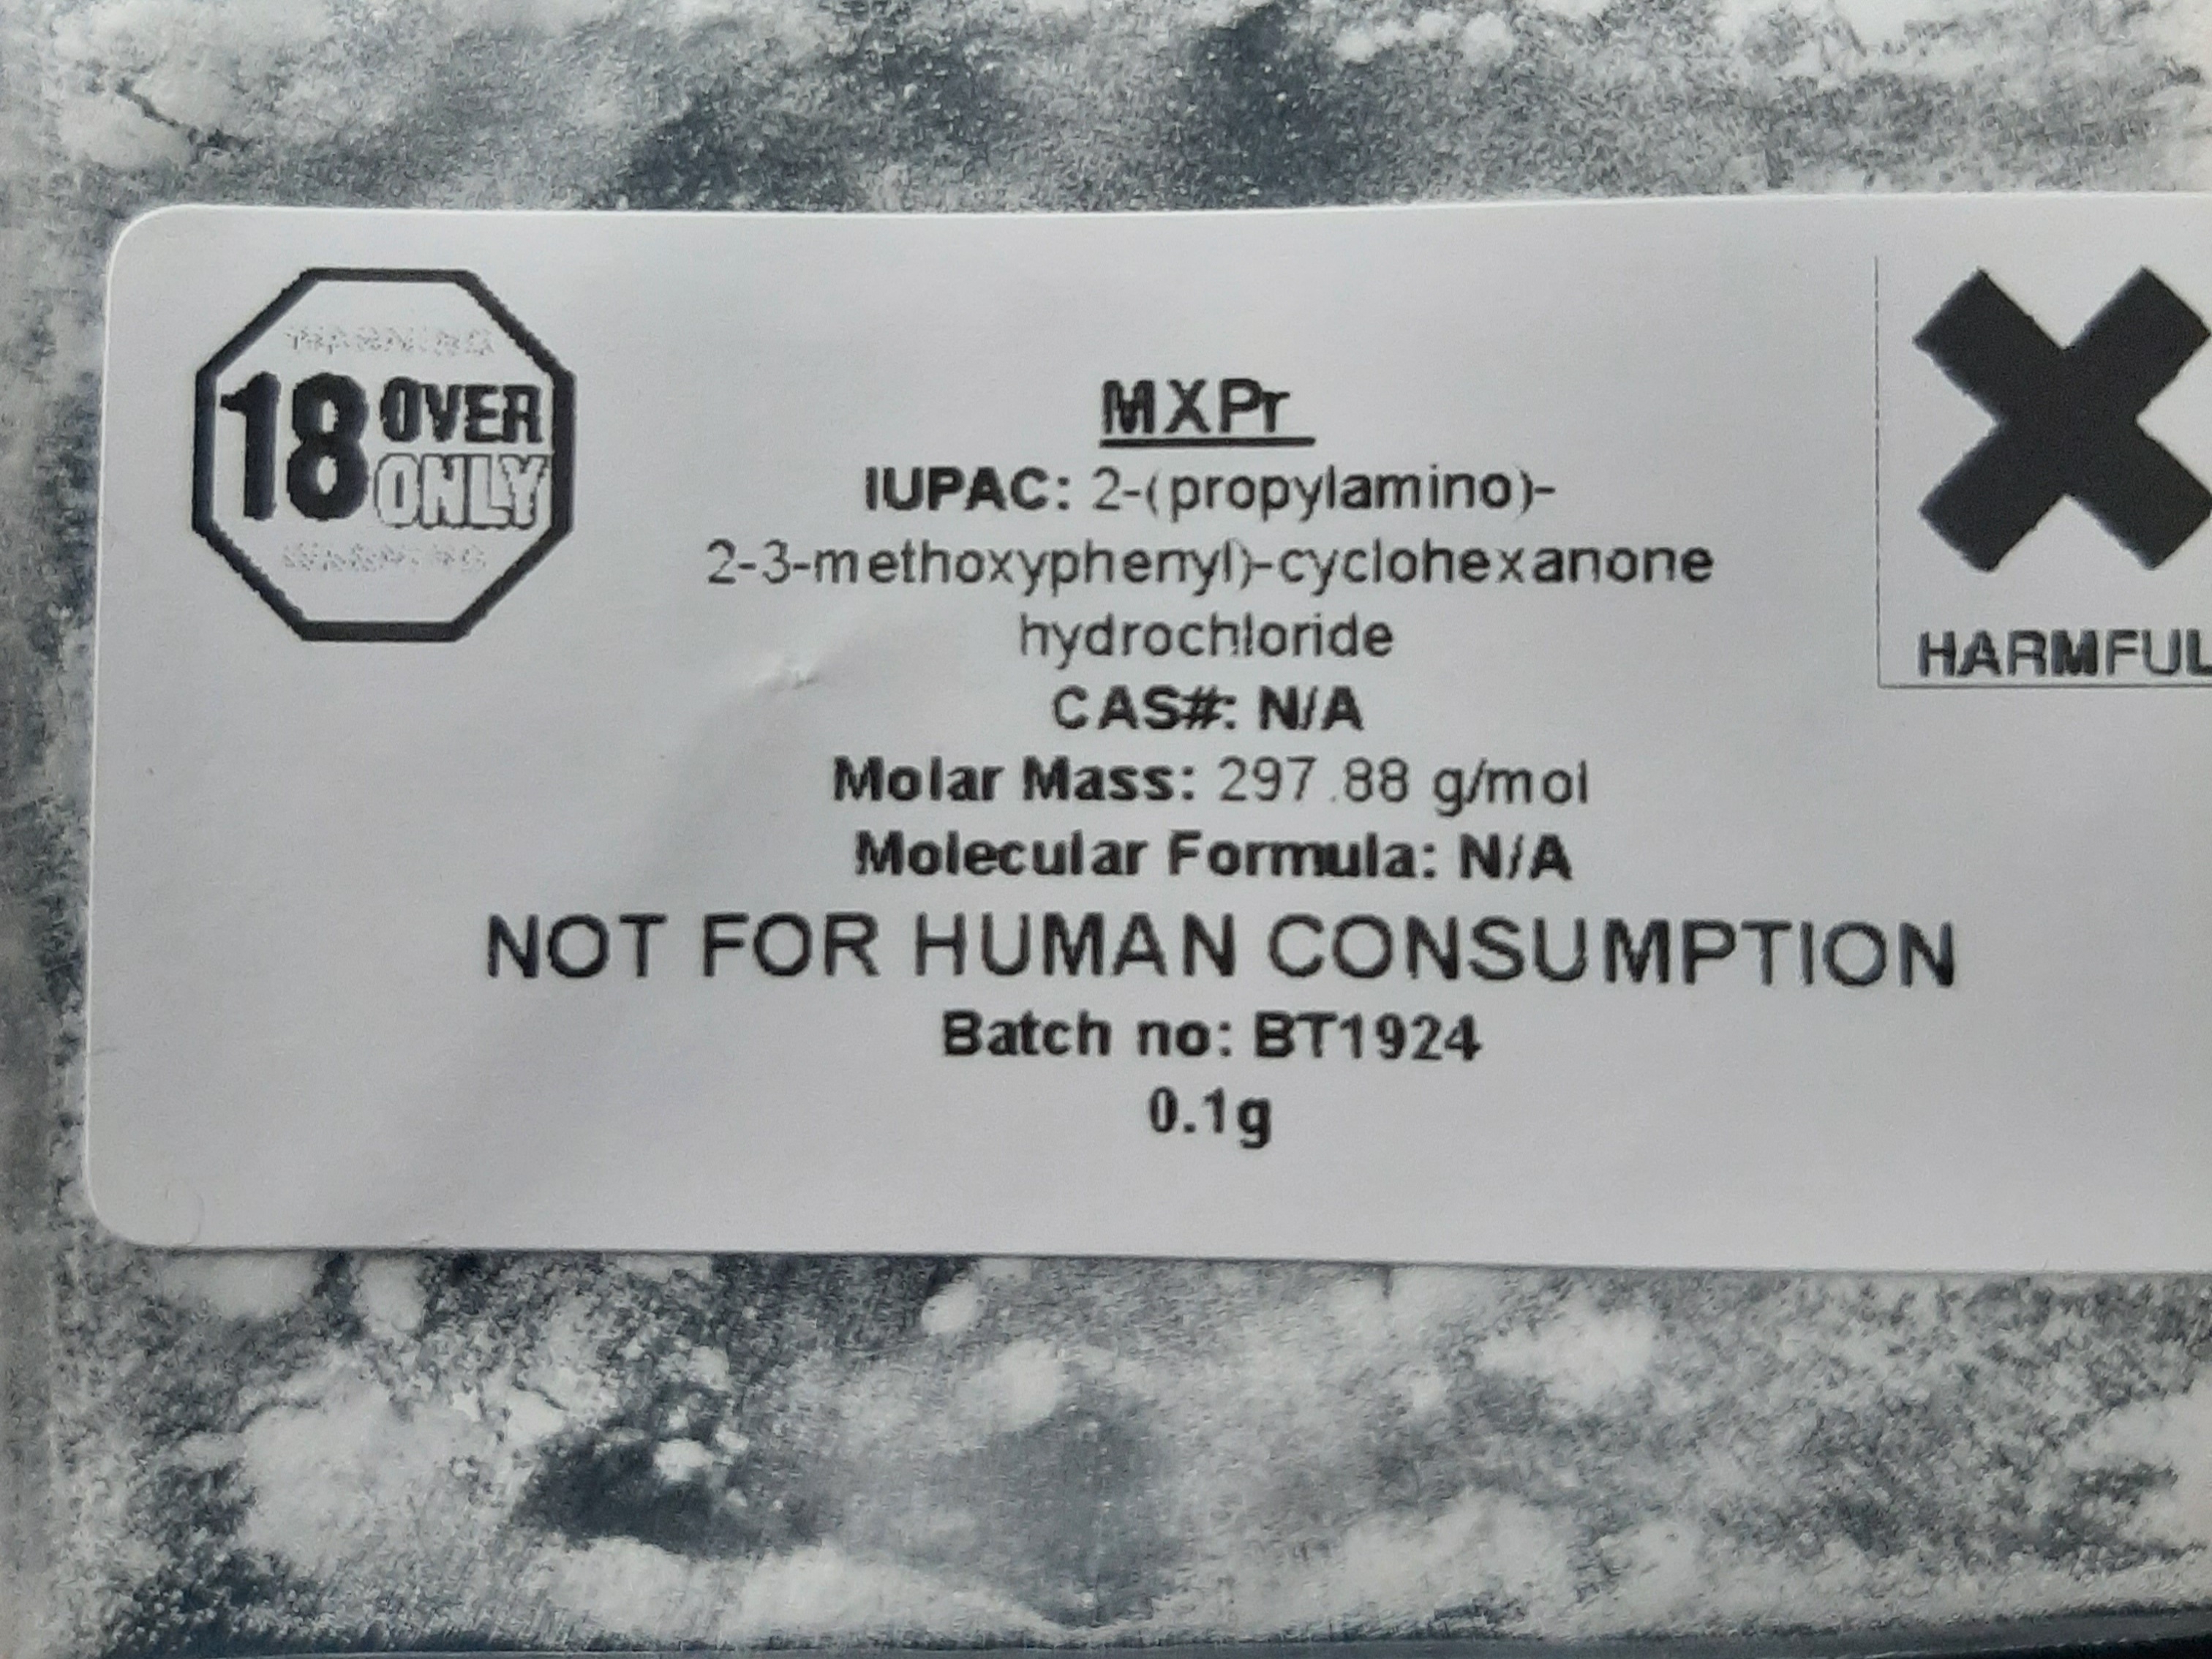 18 OVER
ONLY
MXPr
IUPAC: 2-(propylamino)-
2-3-methoxyphenyl)-cyclohexanone
hydrochloride
CAS#: N/A
Molar Mass: 297.88 g/mol
Molecular Formula: N/A
NOT FOR HUMAN CONSUMPTION
Batch no: BT1924
0.1g
HARMFUL